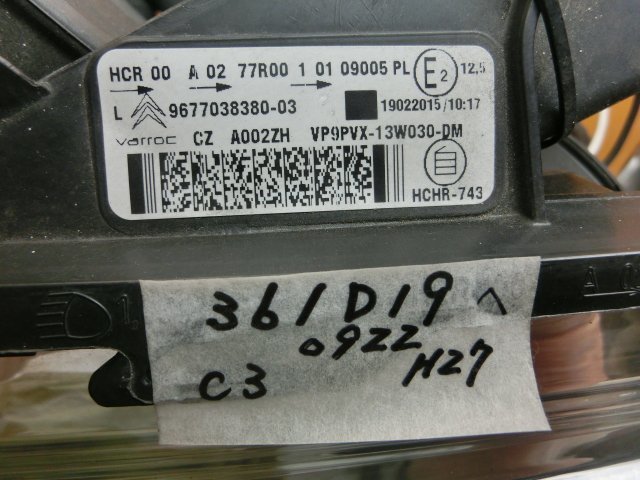 HCR 00 A 02 77R00 1 01 09005 PL E2 12,5
L 9677038380-03 19022015/10:17
varroc CZ A002ZH VP9PVX-13W030-DM
HCHR-743
1.
361D19
0922
C3 H27